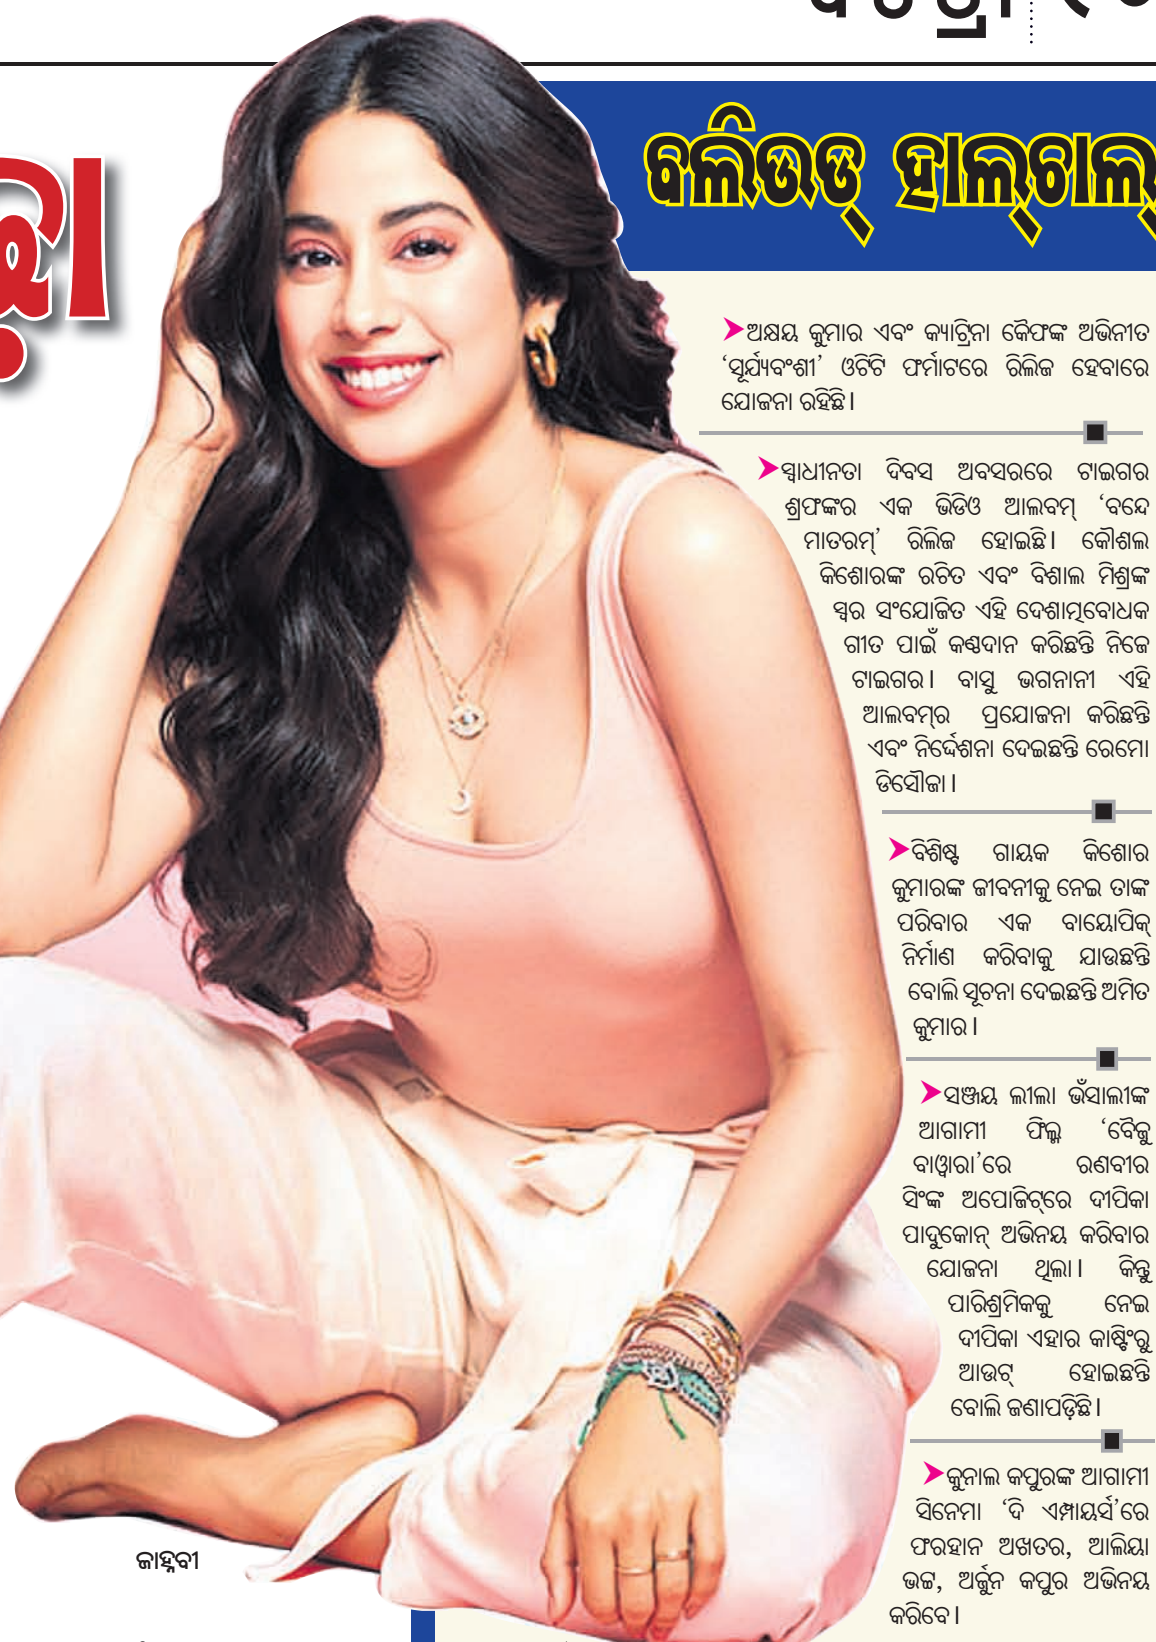 ବଲିଉଡ୍ ହାଲ୍‌ଚାଲ୍
ଅକ୍ଷୟ କୁମାର ଏବଂ କ୍ୟାଟ୍ରିନା କୈଫଙ୍କ ଅଭିନୀତ
‘ସୂର୍ଯ୍ୟବଂଶୀ’ ଓଟିଟି ଫର୍ମାଟରେ ରିଲିଜ ହେବାରେ
ଯୋଜନା ରହିଛି।
ସ୍ୱାଧୀନତା ଦିବସ ଅବସରରେ ଟାଇଗର
ଶ୍ରଫଙ୍କର ଏକ ଭିଡିଓ ଆଲବମ୍ ‘ବନ୍ଦେ
ମାତରମ୍’ ରିଲିଜ ହୋଇଛି। କୌଶଲ
କିଶୋରଙ୍କ ରଚିତ ଏବଂ ବିଶାଲ ମିଶ୍ରଙ୍କ
ସ୍ୱର ସଂଯୋଜିତ ଏହି ଦେଶାତ୍ମବୋଧକ
ଗୀତ ପାଇଁ କଣ୍ଠଦାନ କରିଛନ୍ତି ନିଜେ
ଟାଇଗର। ବାସୁ ଭଗନାନୀ ଏହି
ଆଲବମ୍‌ର ପ୍ରଯୋଜନା କରିଛନ୍ତି
ଏବଂ ନିର୍ଦ୍ଦେଶନା ଦେଇଛନ୍ତି ରେମୋ
ଡିସୌଜା।
ବିଶିଷ୍ଟ ଗାୟକ କିଶୋର
କୁମାରଙ୍କ ଜୀବନୀକୁ ନେଇ ତାଙ୍କ
ପରିବାର ଏକ ବାୟୋପିକ୍
ନିର୍ମାଣ କରିବାକୁ ଯାଉଛନ୍ତି
ବୋଲି ସୂଚନା ଦେଇଛନ୍ତି ଅମିତ
କୁମାର।
ସଞ୍ଜୟ ଲୀଲା ଭଁସାଲୀଙ୍କ
ଆଗାମୀ ଫିଲ୍ମ ‘ବୈଜୁ
ବାୱାରା’ରେ ରଣବୀର
ସିଂଙ୍କ ଅପୋଜିଟ୍‌ରେ ଦୀପିକା
ପାଦୁକୋନ୍ ଅଭିନୟ କରିବାର
ଯୋଜନା ଥିଲା। କିନ୍ତୁ
ପାରିଶ୍ରମିକକୁ ନେଇ
ଦୀପିକା ଏହାର କାଷ୍ଟିଂରୁ
ଆଉଟ୍ ହୋଇଛନ୍ତି
ବୋଲି ଜଣାପଡ଼ିଛି।
କୁନାଲ କପୁରଙ୍କ ଆଗାମୀ
ସିନେମା ‘ଦି ଏମ୍ପାୟର୍ସ’ରେ
ଫରହାନ ଅଖତର, ଆଲିୟା
ଭଟ୍ଟ, ଅର୍ଜୁନ କପୁର ଅଭିନୟ
କରିବେ।
ଜାହ୍ନବୀ